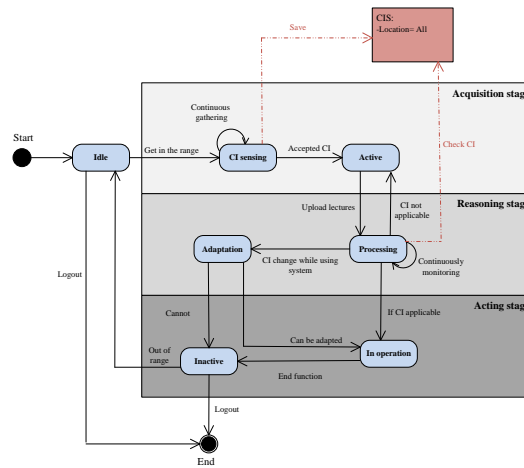 CIS:
-Location= All
Save
Acquisition stag
Continuous
gathering
Start
Idle
Get in the range
CI sensing
Accepted CI
Active
Check CI
Upload lectures
CI not
applicable
Reasoning stag
Adaptation
Processing
CI change while using
system
Continuously
monitoring
Logout
Acting stag
Cannot
If CI applicable
Can be adapted
Out of
range
Inactive
In operation
End function
Logout
End